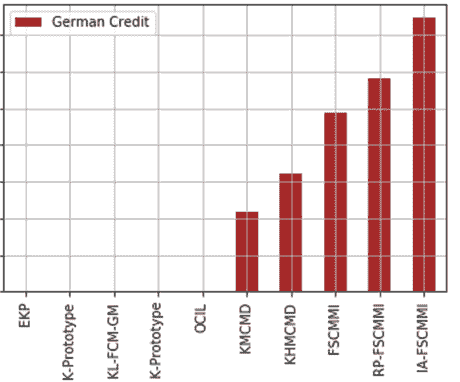 German Credit
EKP
K-Prototype
KL-FCM-GM
K-Prototype
OCIL
KMCMD
KHMCMD
FSCMMI
RP-FSCMMI
IA-FSCMMI